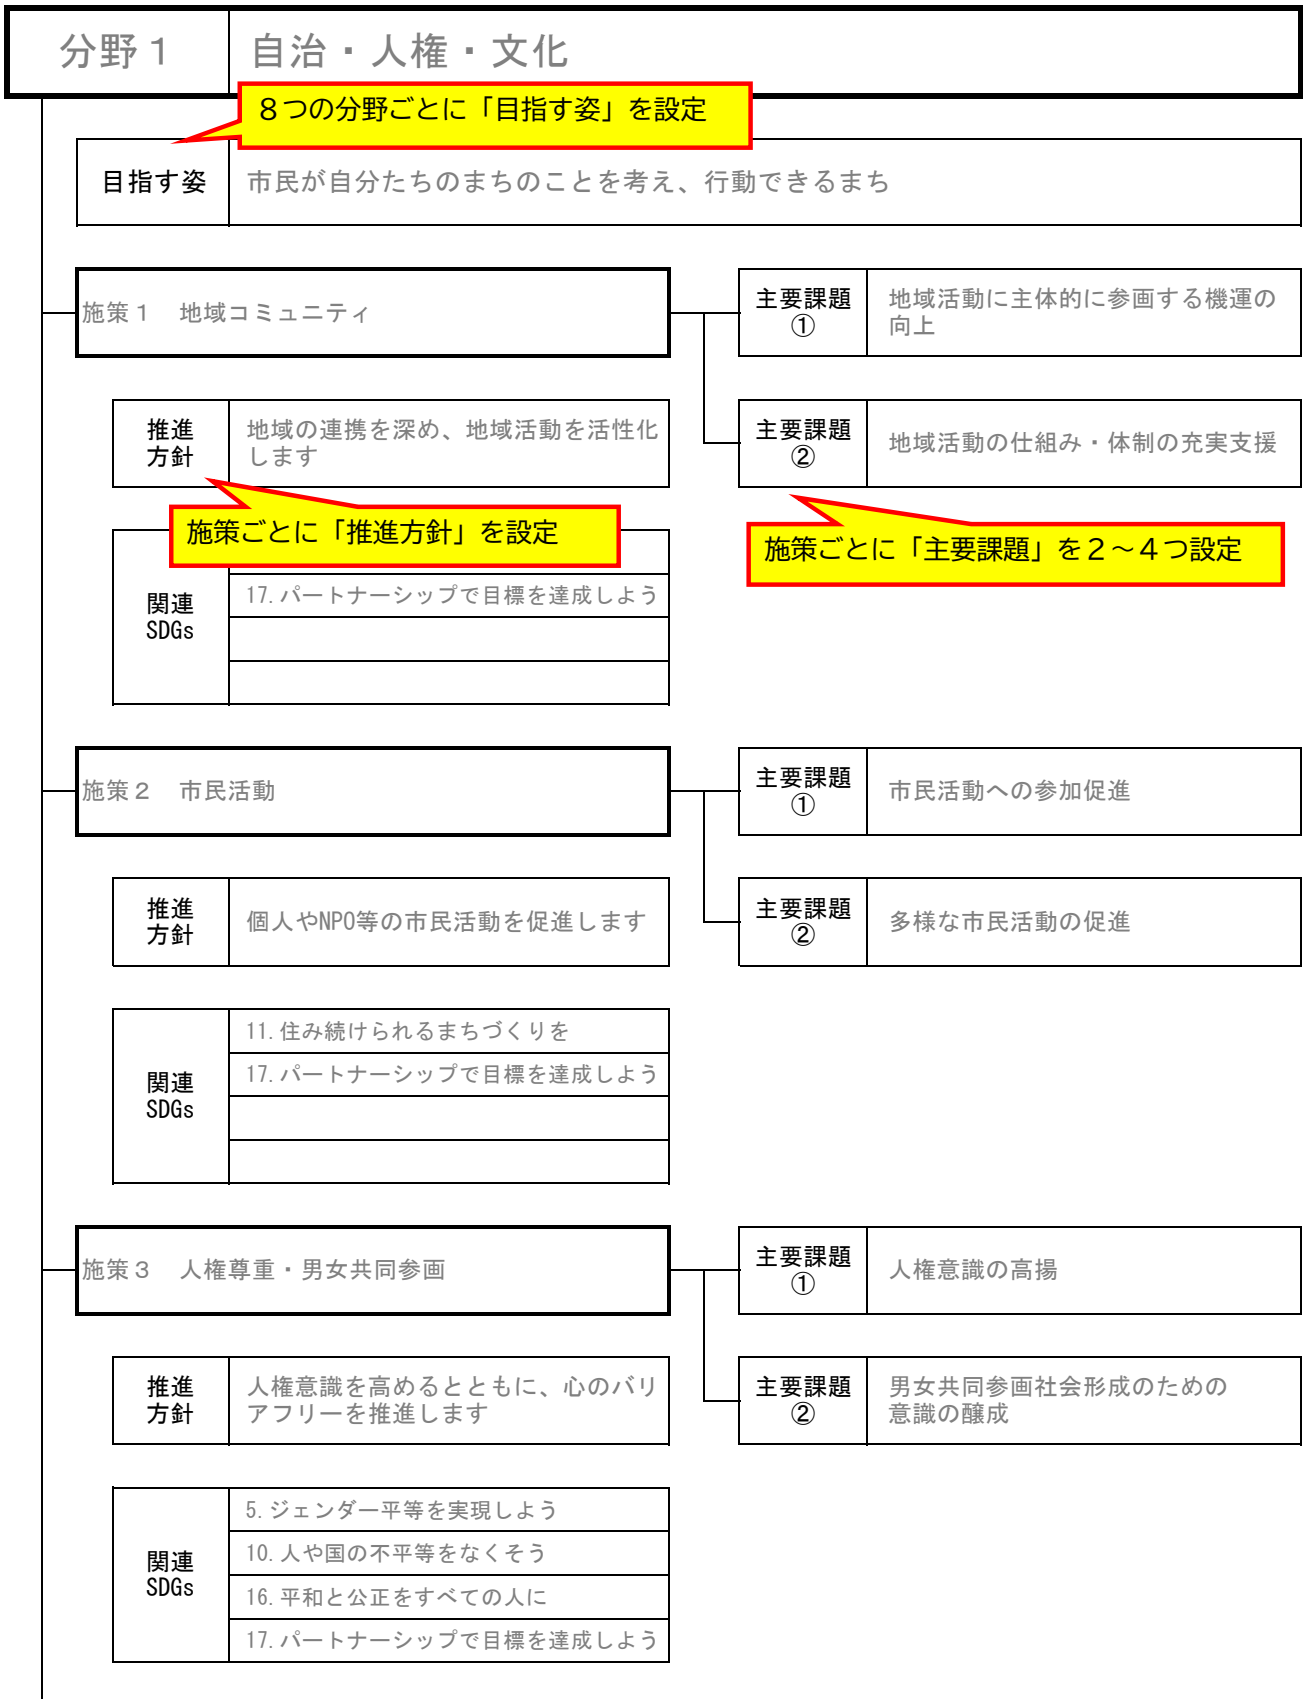 分野１
自治・人権・文化
８つの分野ごとに「目指す姿」を設定
目指す姿
市民が自分たちのまちのことを考え、行動できるまち
施策１　地域コミュニティ
主要課題
①
地域活動に主体的に参画する機運の
向上
推進
方針
地域の連携を深め、地域活動を活性化
します
主要課題
②
地域活動の仕組み・体制の充実支援
施策ごとに「推進方針」を設定
施策ごとに「主要課題」を２～４つ設定
関連
SDGs
17.パートナーシップで目標を達成しよう
施策２　市民活動
主要課題
①
市民活動への参加促進
推進
方針
個人やNPO等の市民活動を促進します
主要課題
②
多様な市民活動の促進
関連
SDGs
11.住み続けられるまちづくりを
17.パートナーシップで目標を達成しよう
施策３　人権尊重・男女共同参画
主要課題
①
人権意識の高揚
推進
方針
人権意識を高めるとともに、心のバリ
アフリーを推進します
主要課題
②
男女共同参画社会形成のための
意識の醸成
関連
SDGs
5.ジェンダー平等を実現しよう
10.人や国の不平等をなくそう
16.平和と公正をすべての人に
17.パートナーシップで目標を達成しよう